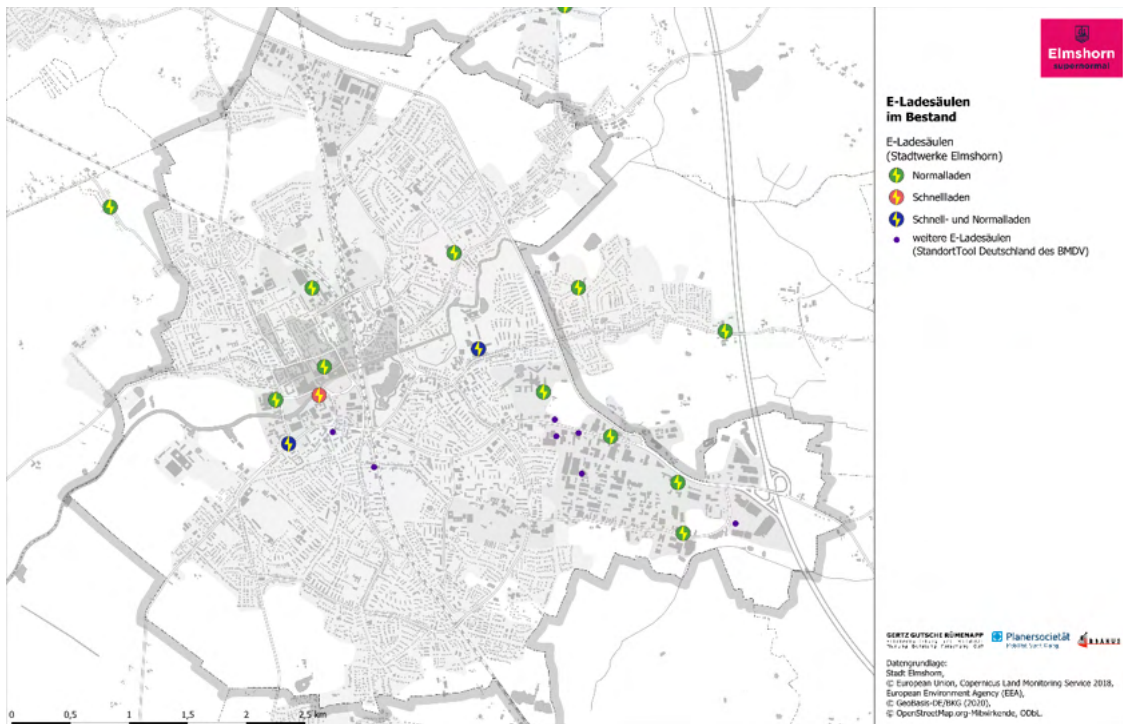 Elmshorn
supernormal
E-Ladesäulen
im Bestand
E-Ladesäulen
(Stadtwerke Elmshorn)
Normalladen
Schnellladen
Schnell- und Normalladen
weitere E-Ladesäulen
(StandortTool Deutschland des BMDV)
GERTZ GUTSCHE RÜMENAPP
Planersocietät
Datengrundlage:
Stadt Elmshorn,
© European Union, Copernicus Land Monitoring Service 2018,
European Environment Agency (EEA),
© GeoBasis-DE/BKG (2020),
© OpenStreetMap.org-Mitwirkende, ODbL.
0 0,5 1 1,5 2 2,5 km